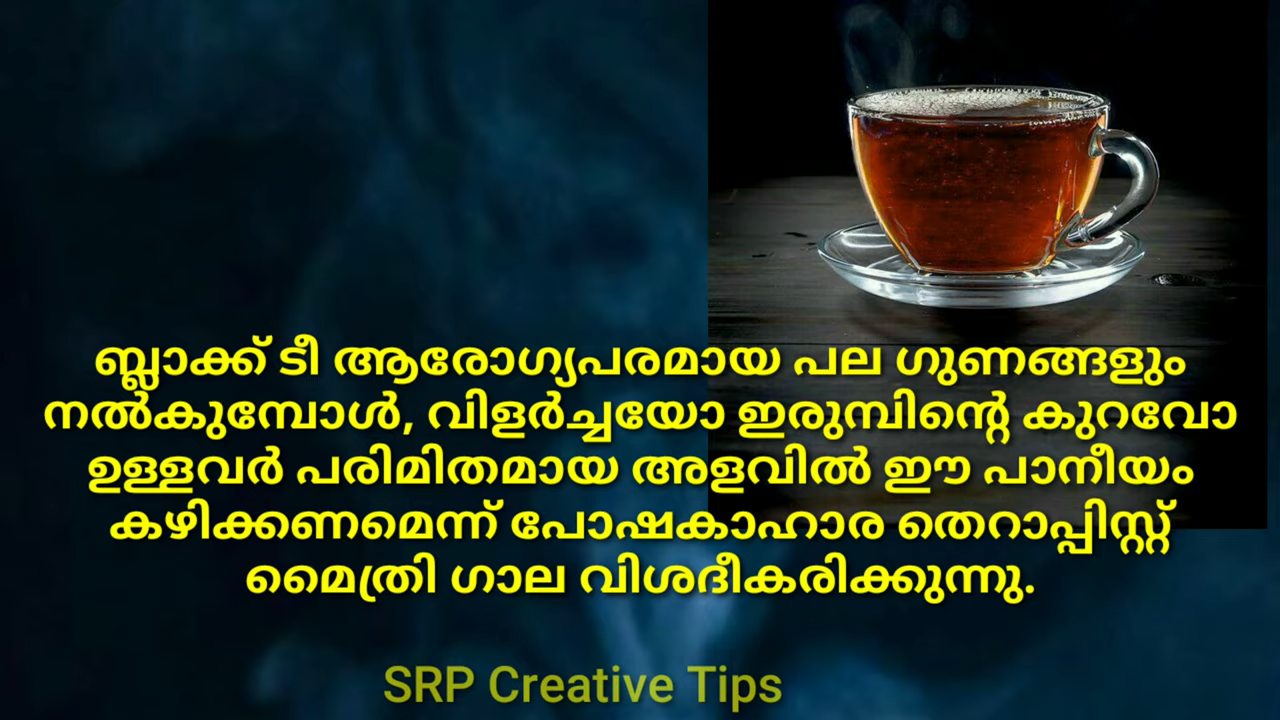 ബ്ലാക്ക് ടീ ആരോഗ്യപരമായ പല ഗുണങ്ങളും
നൽകുമ്പോൾ, വിളർച്ചയോ ഇരുമ്പിന്റെ കുറവോ
ഉള്ളവർ പരിമിതമായ അളവിൽ ഈ പാനീയം
കഴിക്കണമെന്ന് പോഷകാഹാര തെറാപ്പിസ്റ്റ്
മൈത്രി ഗാല വിശദീകരിക്കുന്നു.
SRP Creative Tips